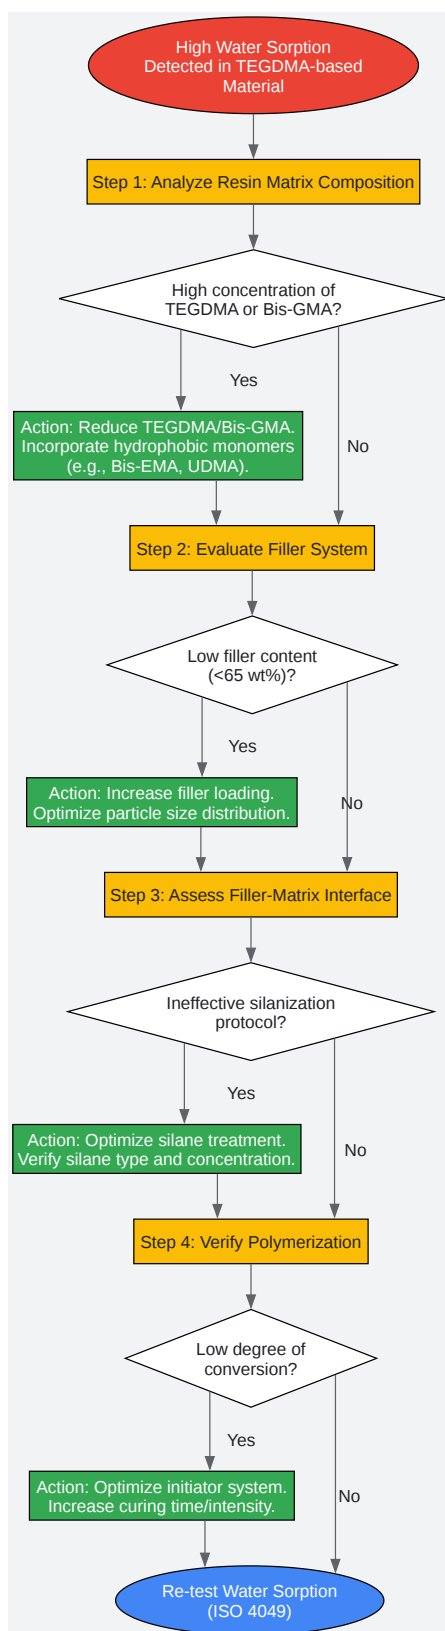 High Water Sorption
Detected in TEGDMA-based
Material
Step 1: Analyze Resin Matrix Composition
High concentration of
TEGDMA or Bis-GMA?
Yes
Action: Reduce TEGDMA/Bis-GMA.
Incorporate hydrophobic monomers
(e.g., Bis-EMA, UDMA).
No
Step 2: Evaluate Filler System
Low filler content
(<65 wt%)?
Yes
Action: Increase filler loading.
Optimize particle size distribution.
No
Step 3: Assess Filler-Matrix Interface
Ineffective silanization
protocol?
Yes
Action: Optimize silane treatment.
Verify silane type and concentration.
No
Step 4: Verify Polymerization
Low degree of
conversion?
Yes
Action: Optimize initiator system.
Increase curing time/intensity.
No
Re-test Water Sorption
(ISO 4049)